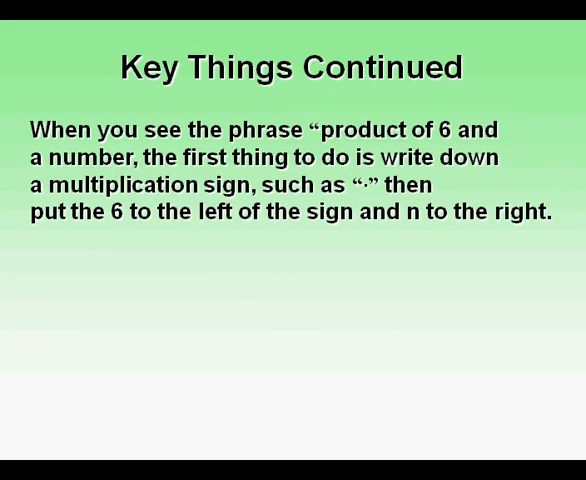 Key Things Continued
When you see the phrase “product of 6 and
a number, the first thing to do is write down
a multiplication sign, such as “·” then
put the 6 to the left of the sign and n to the right.